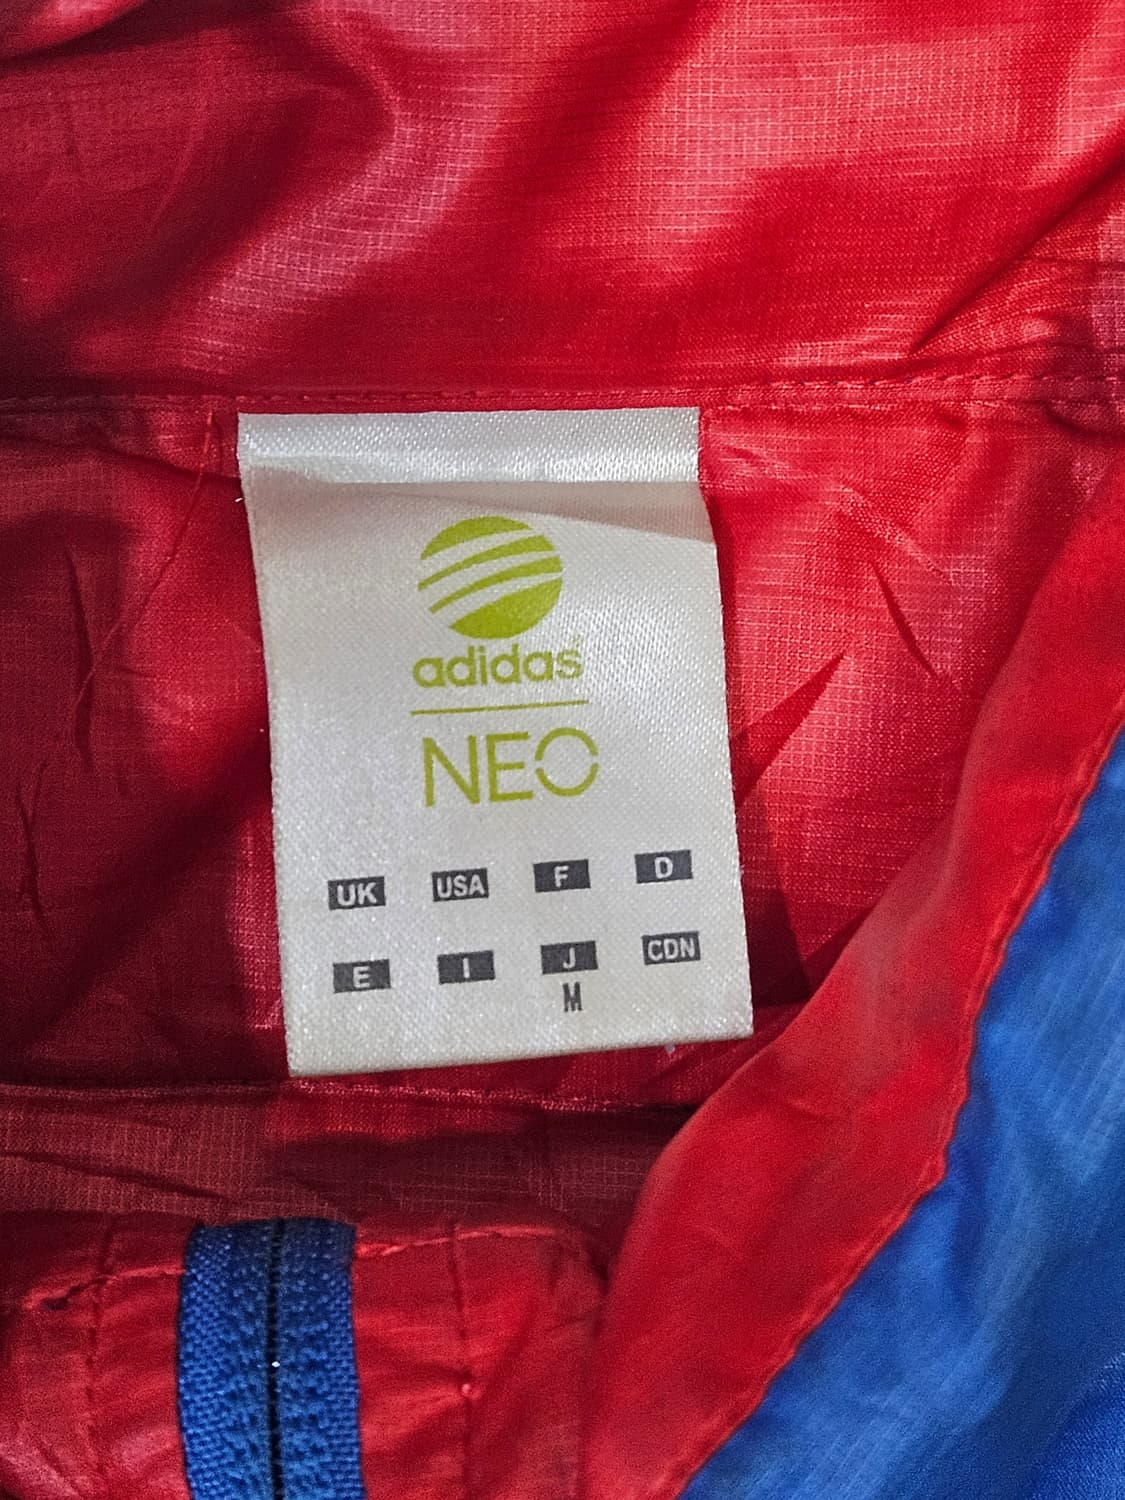 adidas
NEO
UK USA F D
E I J CDN
M